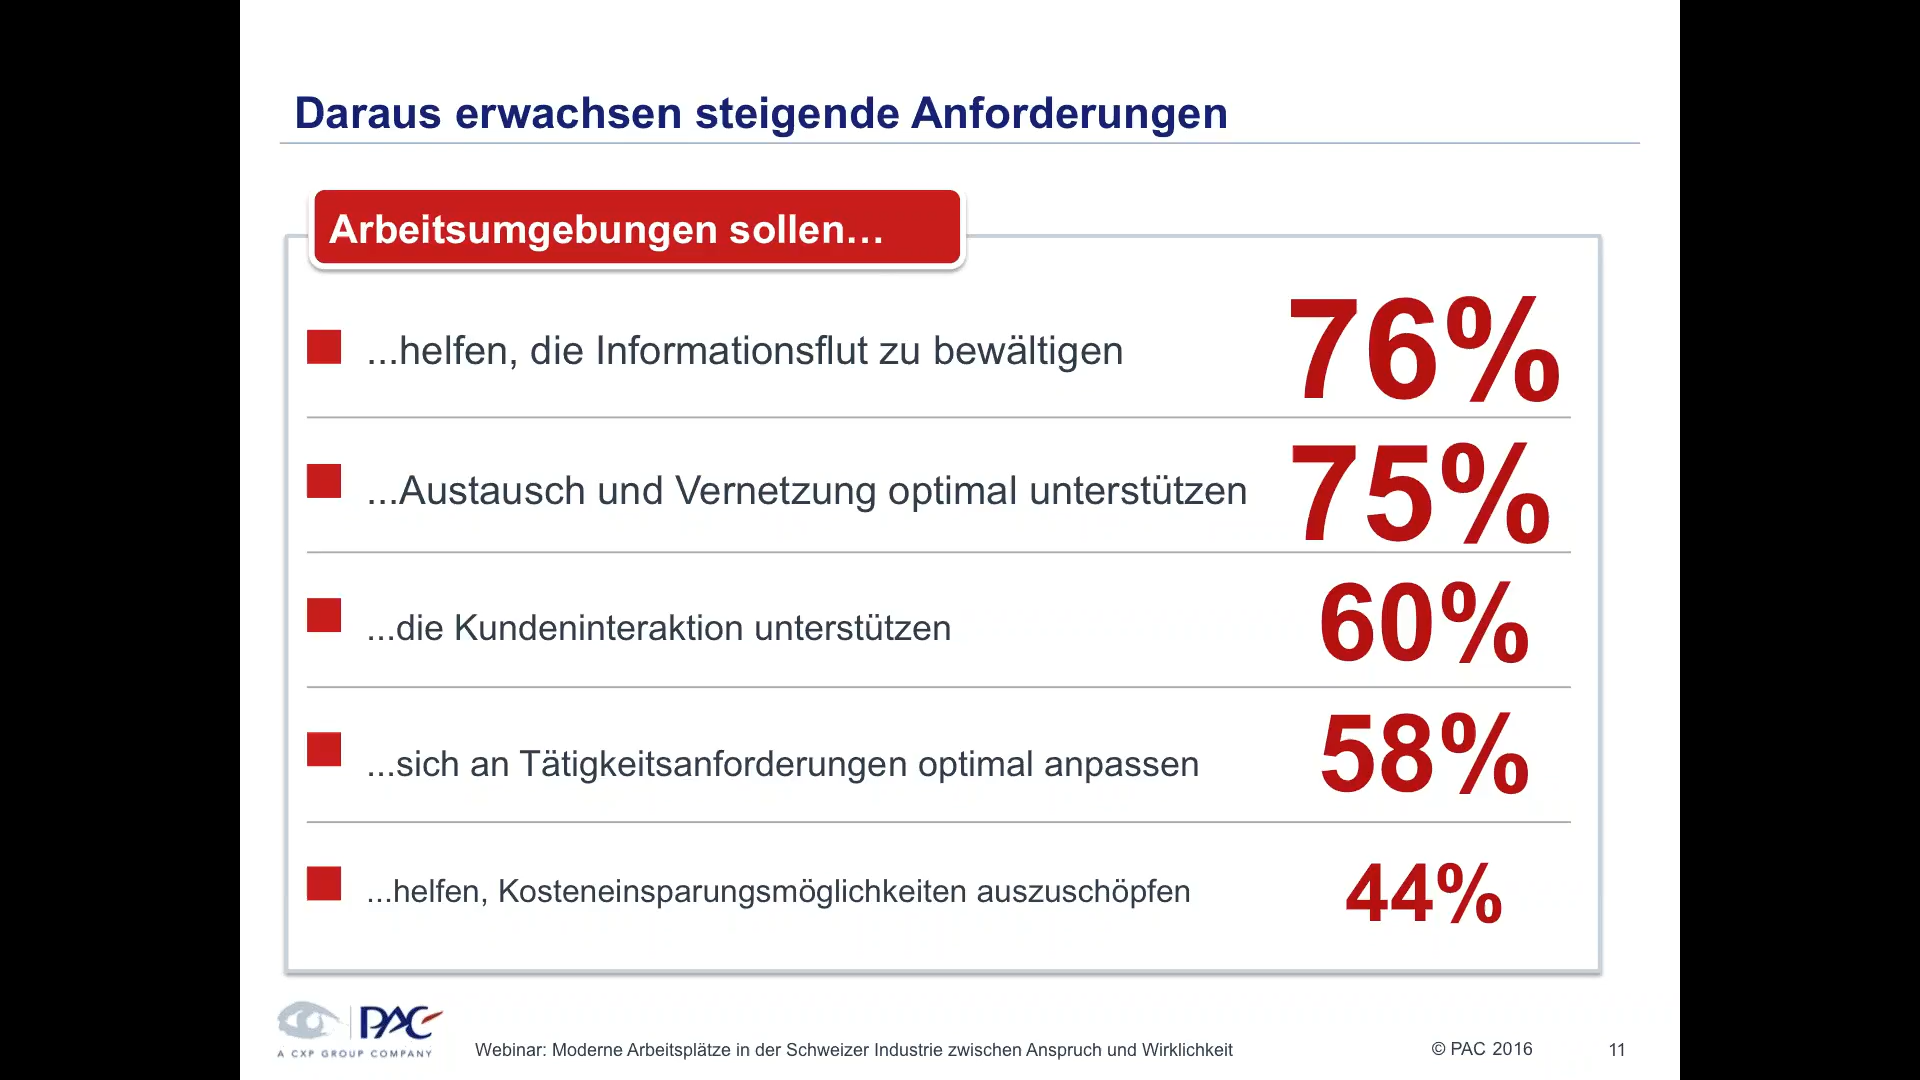 Daraus erwachsen steigende Anforderungen
Arbeitsumgebungen sollen…
...helfen, die Informationsflut zu bewältigen 76%
...Austausch und Vernetzung optimal unterstützen 75%
...die Kundeninteraktion unterstützen 60%
...sich an Tätigkeitsanforderungen optimal anpassen 58%
...helfen, Kosteneinsparungsmöglichkeiten auszuschöpfen 44%
PAC
A CXP GROUP COMPANY
Webinar: Moderne Arbeitsplätze in der Schweizer Industrie zwischen Anspruch und Wirklichkeit © PAC 2016 11